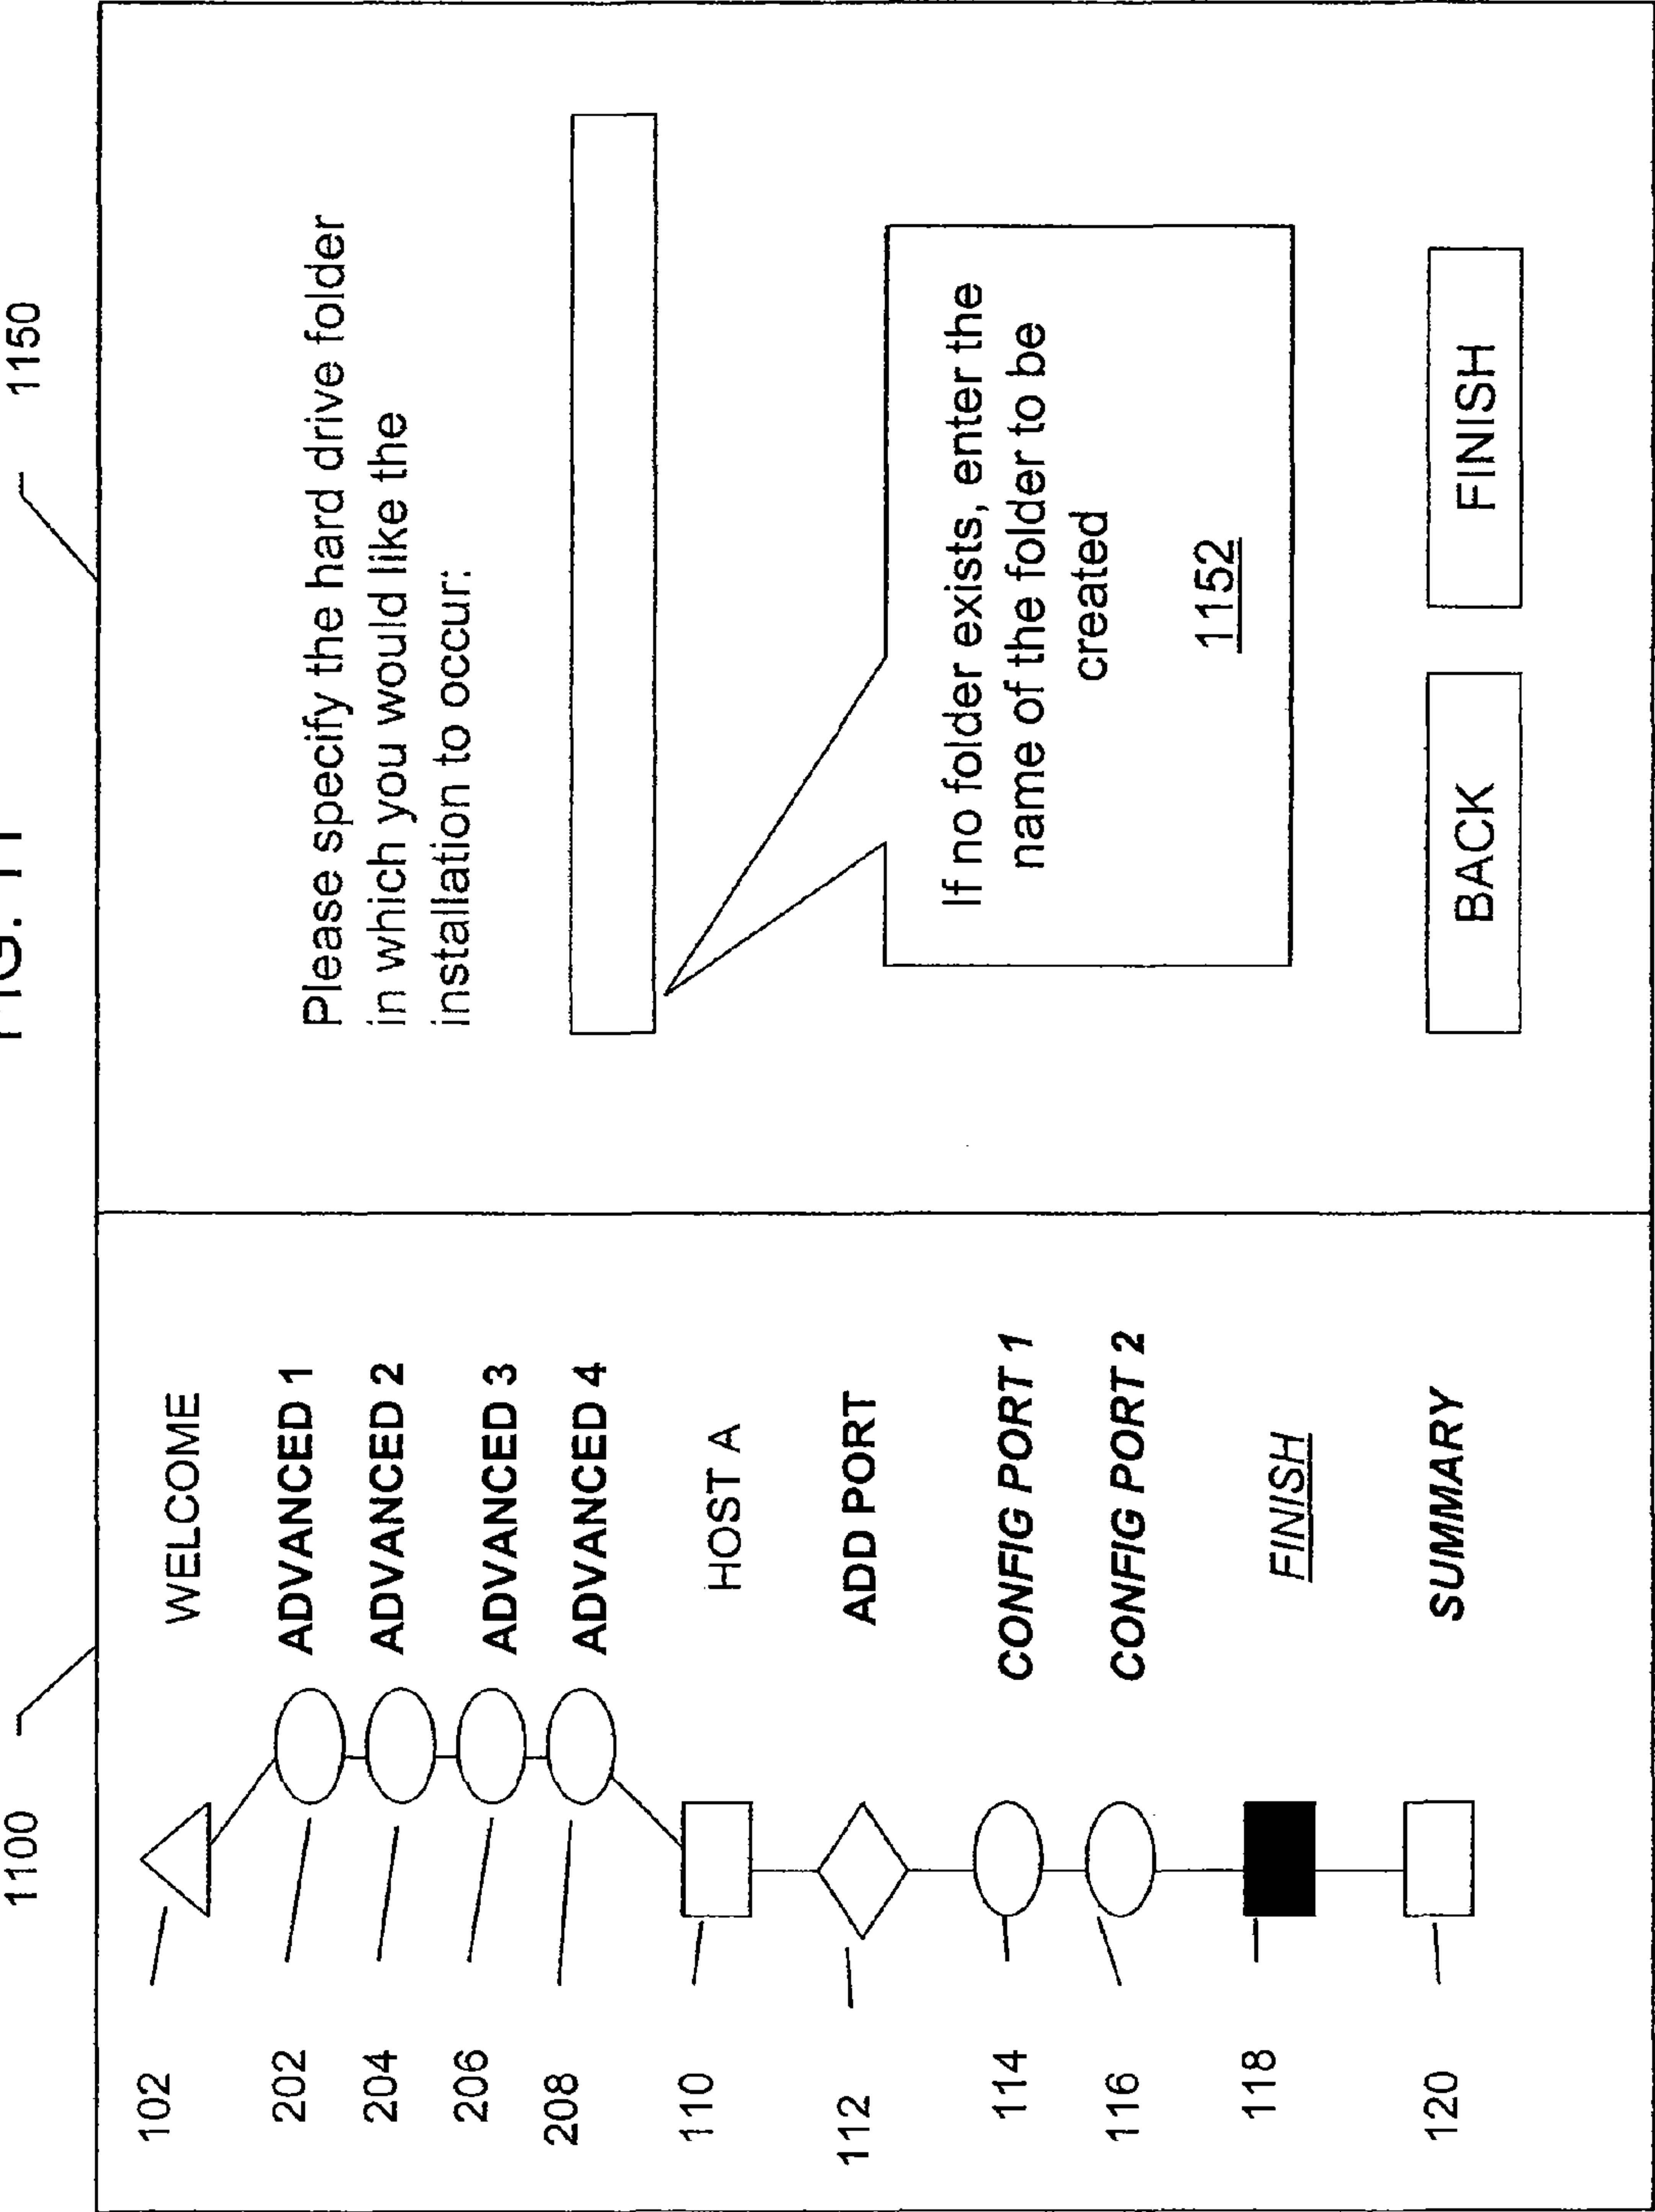 FIG. 11
1100
1150
102
WELCOME
202
ADVANCED 1
204
ADVANCED 2
206
ADVANCED 3
208
ADVANCED 4
110
HOST A
112
ADD PORT
114
CONFIG PORT 1
116
CONFIG PORT 2
118
FINISH
120
SUMMARY
Please specify the hard drive folder
in which you would like the
installation to occur:
If no folder exists, enter the
name of the folder to be
created
1152
BACK
FINISH